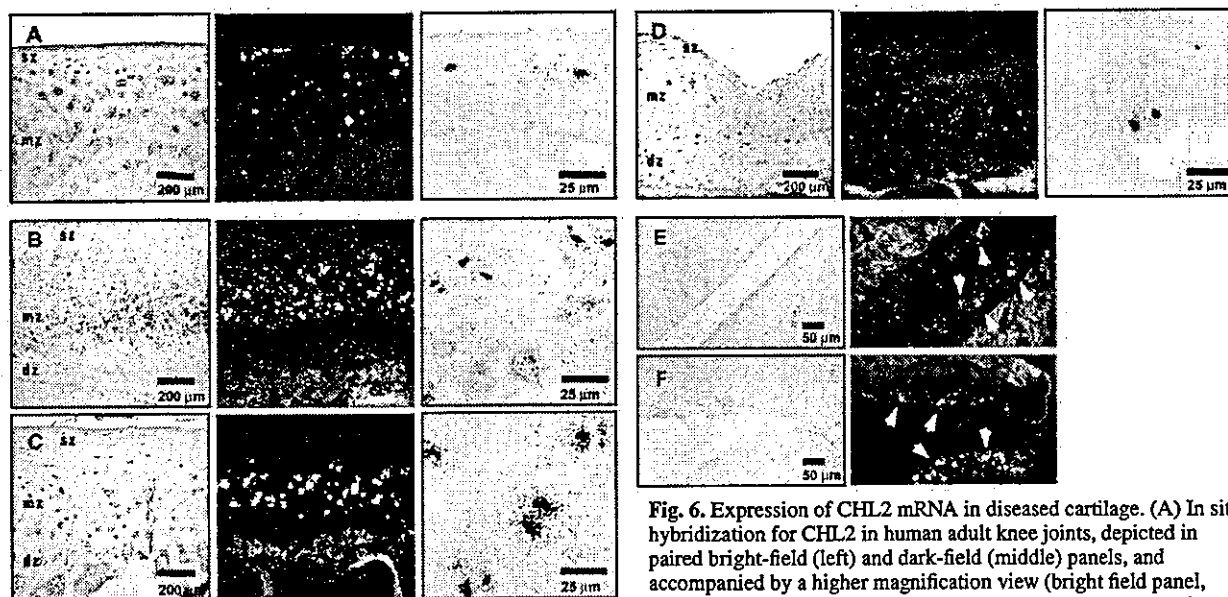 A
sz
mz
200 µm
25 µm
D
sz
mz
dz
200 µm
25 µm
B
sz
mz
dz
200 µm
25 µm
E
50 µm
F
50 µm
C
sz
mz
dz
200 µm
25 µm
Fig. 6. Expression of CHL2 mRNA in diseased cartilage. (A) In sit
hybridization for CHL2 in human adult knee joints, depicted in
paired bright-field (left) and dark-field (middle) panels, and
accompanied by a higher magnification view (bright field panel,